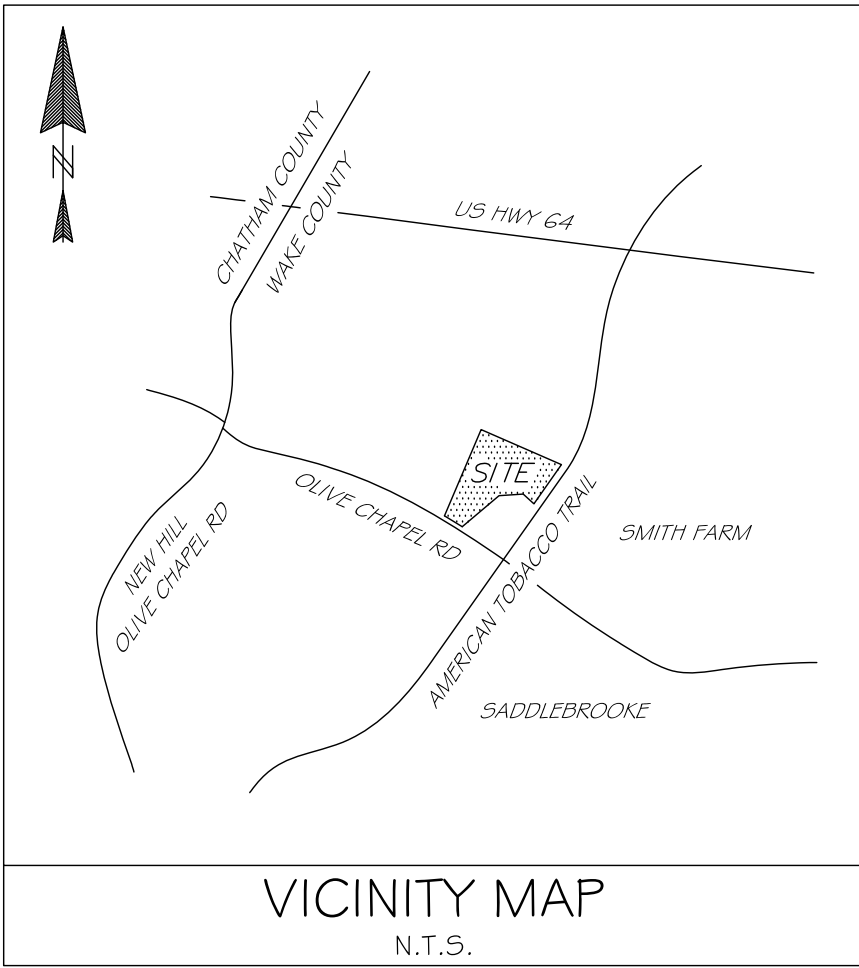 N
CHATHAM COUNTY
WAKE COUNTY
US HWY 64
SITE
OLIVE CHAPEL RD
NEW HILL
OLIVE CHAPEL RD
AMERICAN TOBACCO TRAIL
SMITH FARM
SADDLEBROOKE
VICINITY MAP
N.T.S.